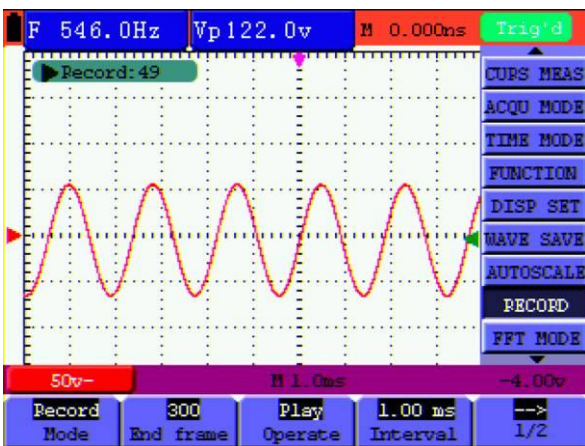 F 546.0Hz Vp122.0v M 0.000ns Trig'd
Record:49
CURS MEAS
ACQU MODE
TIME MODE
FUNCTION
DISP SET
WAVE SAVE
AUTOSCALE
RECORD
FFT MODE
50v~ M 1.0ms -4.00v
Record 300 Play 1.00 ms -->
Mode End frame Operate Interval 1/2